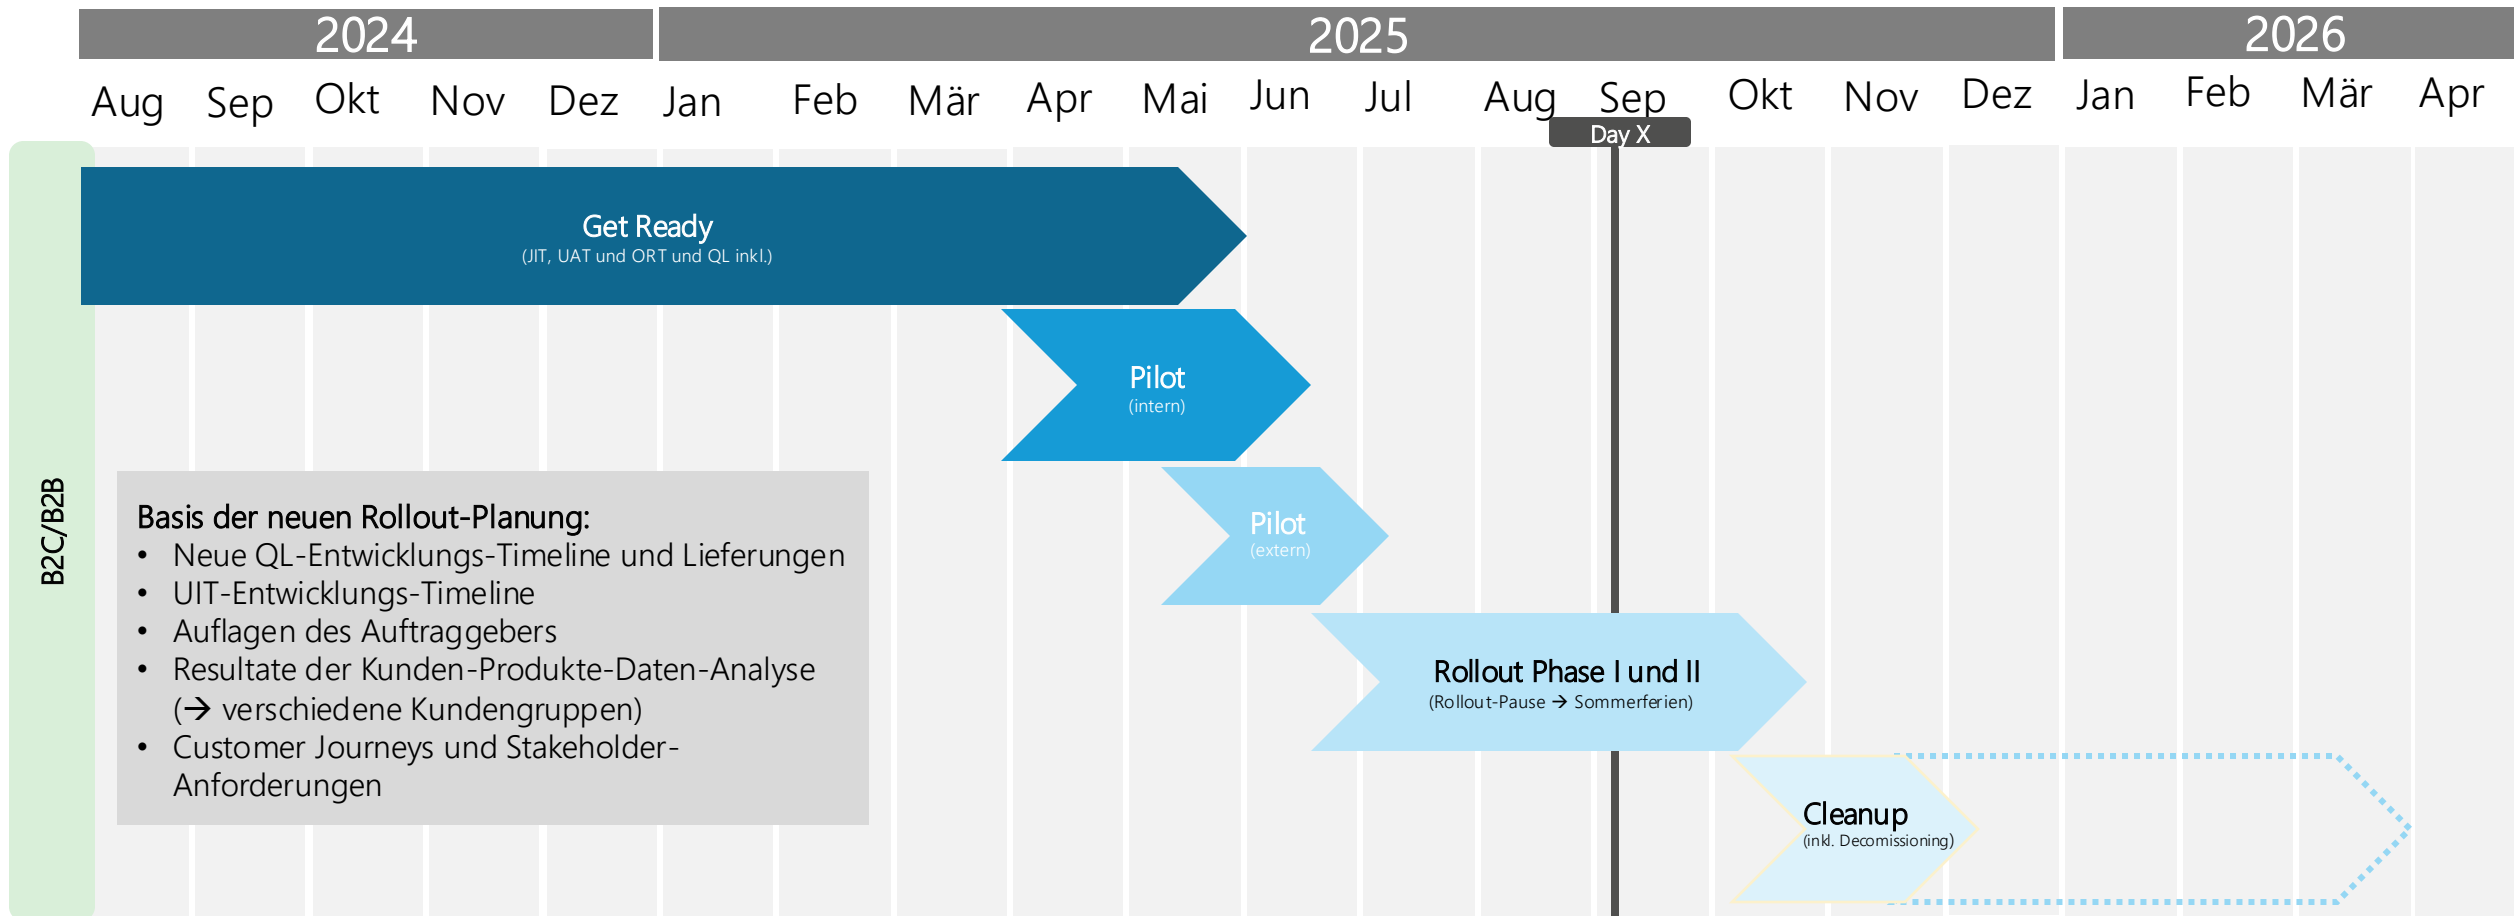 2024
2025
2026
Aug Sep Okt Nov Dez Jan Feb Mär Apr Mai Jun Jul Aug Sep Okt Nov Dez Jan Feb Mär Apr
Day X
Get Ready
(JIT, UAT und ORT und QL inkl.)
Pilot
(intern)
B2C/B2B
Basis der neuen Rollout-Planung:
• Neue QL-Entwicklungs-Timeline und Lieferungen
• UIT-Entwicklungs-Timeline
• Auflagen des Auftraggebers
• Resultate der Kunden-Produkte-Daten-Analyse
(→ verschiedene Kundengruppen)
• Customer Journeys und Stakeholder-
Anforderungen
Pilot
(extern)
Rollout Phase I und II
(Rollout-Pause → Sommerferien)
Cleanup
(inkl. Decomissioning)